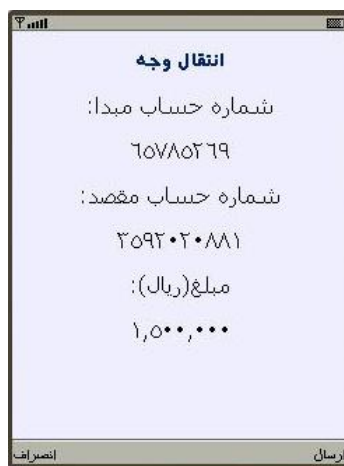 انتقال وجه
شماره حساب مبدا:
٦٥٧٨٥٢٦٩
شماره حساب مقصد:
٣٥٩٢٠٢٠٨٨١
مبلغ(ریال):
١,٥٠٠,٠٠٠
ارسال انصراف